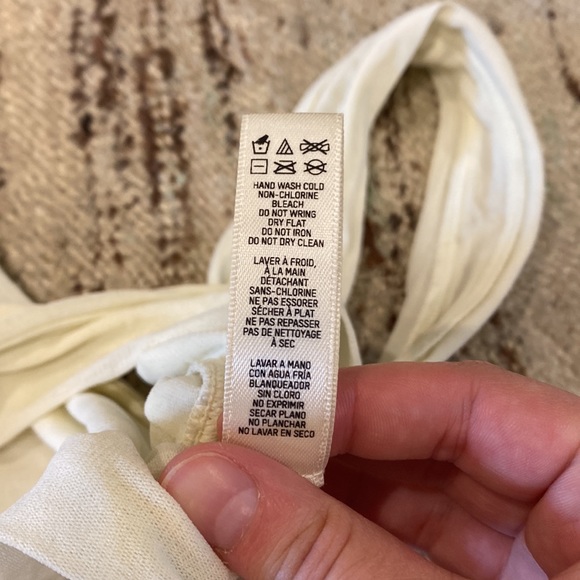 HAND WASH COLD
NON-CHLORINE
BLEACH
DO NOT WRING
DRY FLAT
DO NOT IRON
DO NOT DRY CLEAN
LAVER À FROID,
À LA MAIN
DÉTACHANT
SANS-CHLORINE
NE PAS ESSORER
SÉCHER À PLAT
NE PAS REPASSER
PAS DE NETTOYAGE
À SEC
LAVAR A MANO
CON AGUA FRÍA
BLANQUEADOR
SIN CLORO
NO EXPRIMIR
SECAR PLANO
NO PLANCHAR
NO LAVAR EN SECO